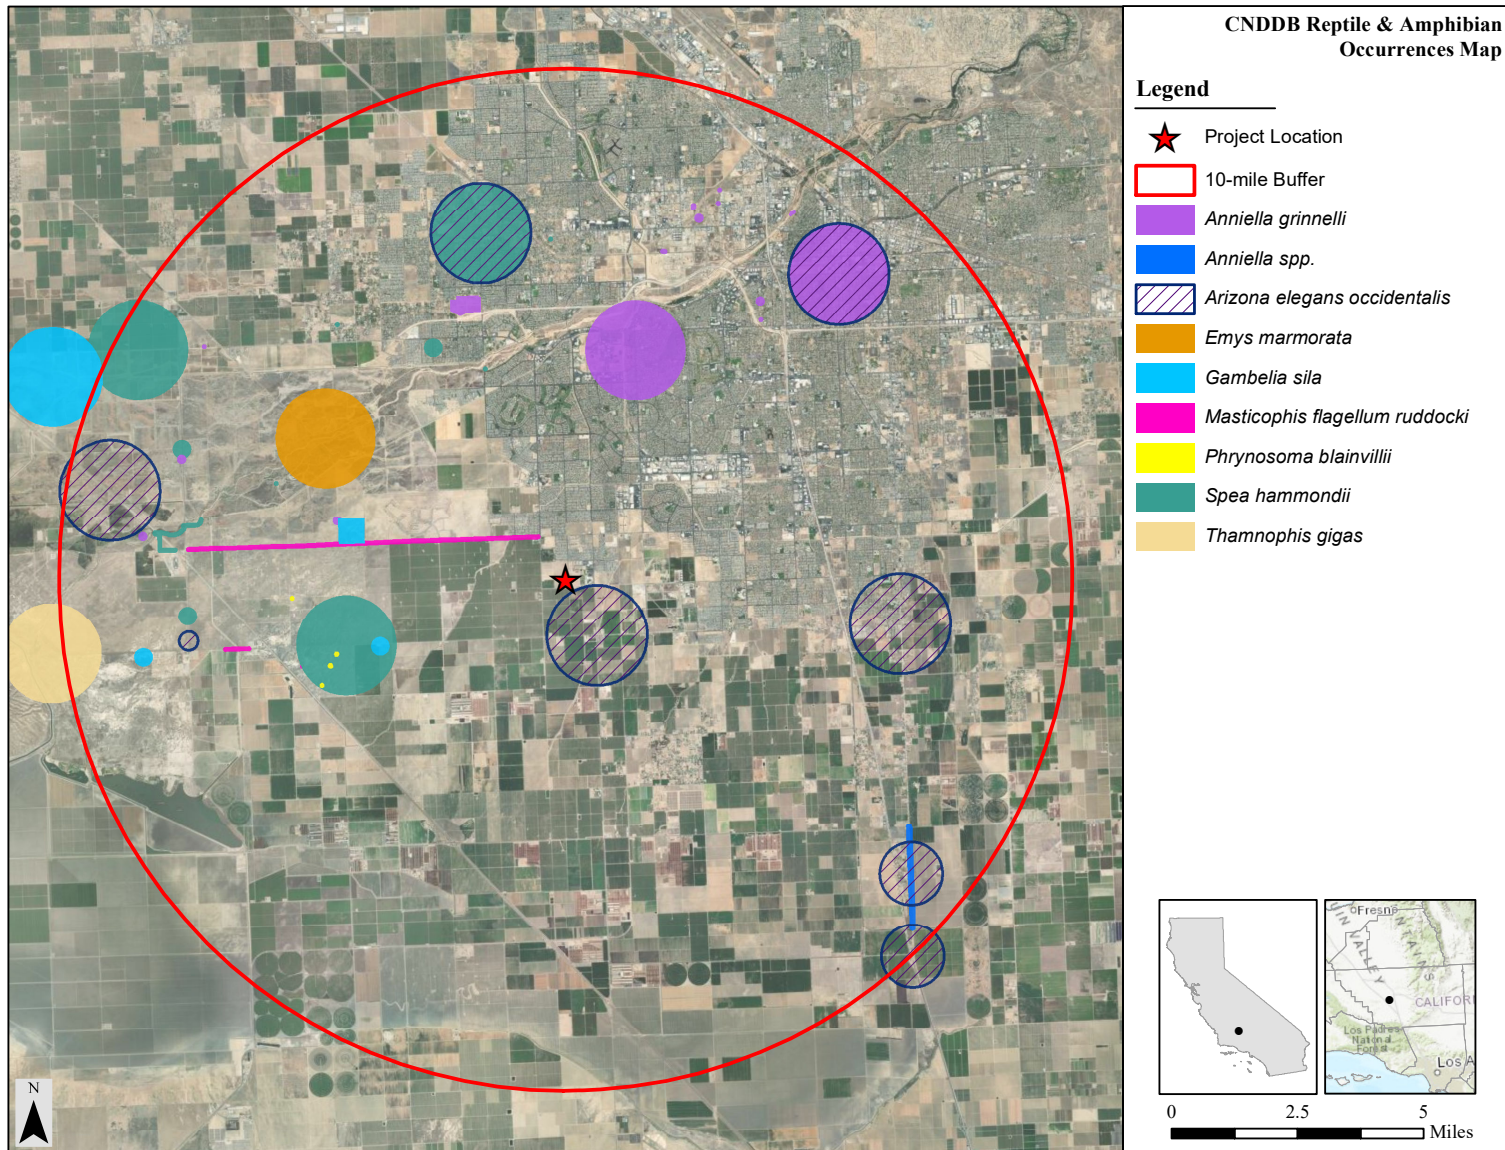 CNDDB Reptile & Amphibian
Occurrences Map
Legend
Project Location
10-mile Buffer
Anniella grinnelli
Anniella spp.
Arizona elegans occidentalis
Emys marmorata
Gambelia sila
Masticophis flagellum ruddocki
Phrynosoma blainvillii
Spea hammondii
Thamnophis gigas
N
Fresno
VALLEY
CALIFOR
Los Padres
National
Forest
Los A
0 2.5 5
Miles